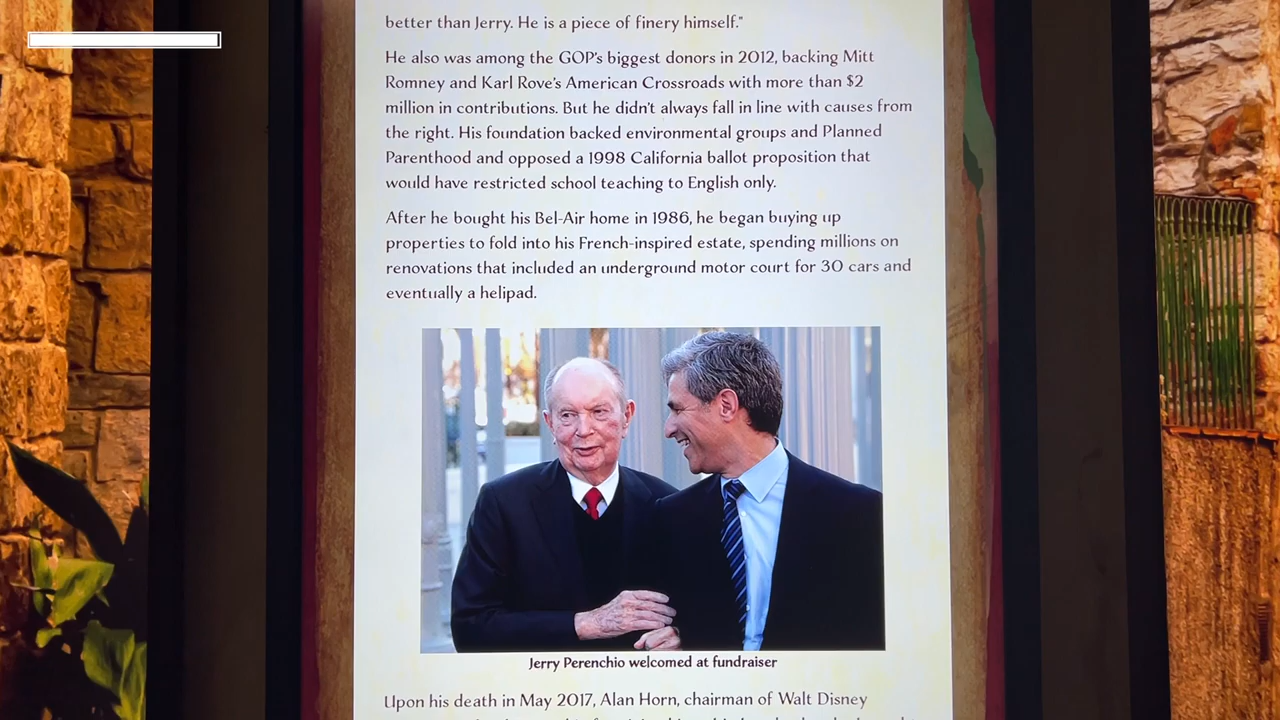 better than Jerry. He is a piece of finery himself."
He also was among the GOP's biggest donors in 2012, backing Mitt
Romney and Karl Rove's American Crossroads with more than $2
million in contributions. But he didn't always fall in line with causes from
the right. His foundation backed environmental groups and Planned
Parenthood and opposed a 1998 California ballot proposition that
would have restricted school teaching to English only.
After he bought his Bel-Air home in 1986, he began buying up
properties to fold into his French-inspired estate, spending millions on
renovations that included an underground motor court for 30 cars and
eventually a helipad.
Jerry Perenchio welcomed at fundraiser
Upon his death in May 2017, Alan Horn, chairman of Walt Disney